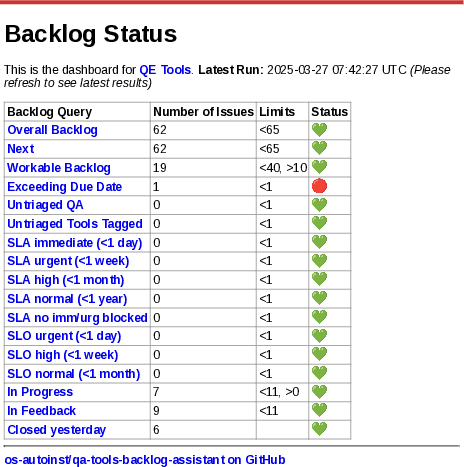 Backlog Status
This is the dashboard for QE Tools. Latest Run: 2025-03-27 07:42:27 UTC (Please
refresh to see latest results)
Backlog Query Number of Issues Limits Status
Overall Backlog 62 <65
Next 62 <65
Workable Backlog 19 <40, >10
Exceeding Due Date 1 <1
Untriaged QA 0 <1
Untriaged Tools Tagged 0 <1
SLA immediate (<1 day) 0 <1
SLA urgent (<1 week) 0 <1
SLA high (<1 month) 0 <1
SLA normal (<1 year) 0 <1
SLA no imm/urg blocked 0 <1
SLO urgent (<1 day) 0 <1
SLO high (<1 week) 0 <1
SLO normal (<1 month) 0 <1
In Progress 7 <11, >0
In Feedback 9 <11
Closed yesterday 6
os-autoinst/qa-tools-backlog-assistant on GitHub